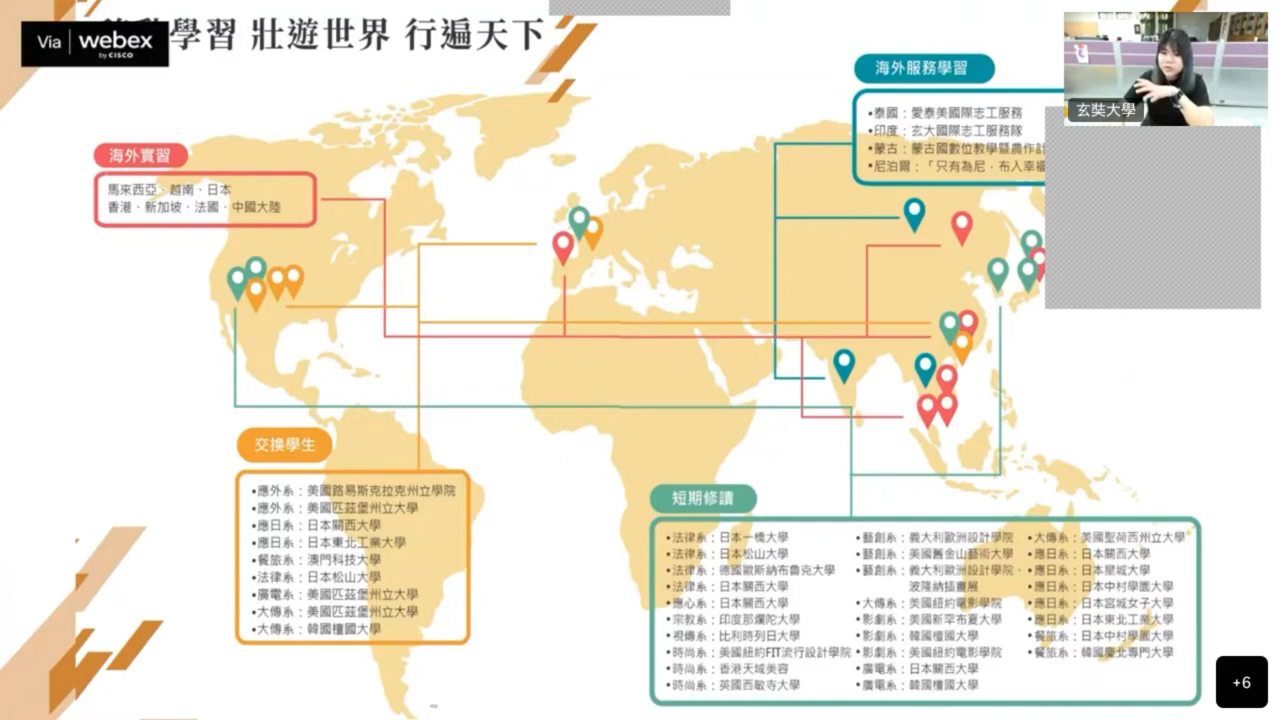 學習 壯遊世界 行遍天下
Via webex
by CISCO
玄奘大學
海外服務學習
•泰國：愛泰美國際志工服務
•印度：玄大國際志工服務隊
•蒙古：蒙古國數位教學暨農作
•尼泊爾：「只有為尼．布人幸福
海外實習
馬來西亞、越南、日本
香港、新加坡、法國、中國大陸
交換學生
•應外系：美國路易斯克拉克州立學院
•應外系：美國匹茲堡州立大學
•應日系：日本關西大學
•應日系：日本東北工業大學
•餐旅系：澳門科技大學
•法律系：日本松山大學
•廣電系：美國匹茲堡州立大學
•大傳系：美國匹茲堡州立大學
•大傳系：韓國檀國大學
短期修讀
•法律系：日本一橋大學
•法律系：日本松山大學
•法律系：德國歐斯納布魯克大學
•法律系：日本關西大學
•應心系：日本關西大學
•宗教系：印度那爛陀大學
•視傳系：比利時列日大學
•時尚系：美國紐約FIT流行設計學院
•時尚系：香港天域美容
•時尚系：英國西敏寺大學
•藝創系：義大利歐洲設計學院
•藝創系：美國舊金山藝術大學
•藝創系：義大利歐洲設計學院、
波隆納插畫展
•大傳系：美國紐約電影學院
•影劇系：美國新罕布夏大學
•影劇系：韓國檀國大學
•影劇系：美國紐約電影學院
•廣電系：日本關西大學
•廣電系：韓國檀國大學
•大傳系：美國聖荷西州立大學
•應日系：日本關西大學
•應日系：日本星城大學
•應日系：日本中村學園大學
•應日系：日本宮城女子大學
•應日系：日本東北工業大學
•餐旅系：日本中村學園大學
•餐旅系：韓國慶北專門大學
+6